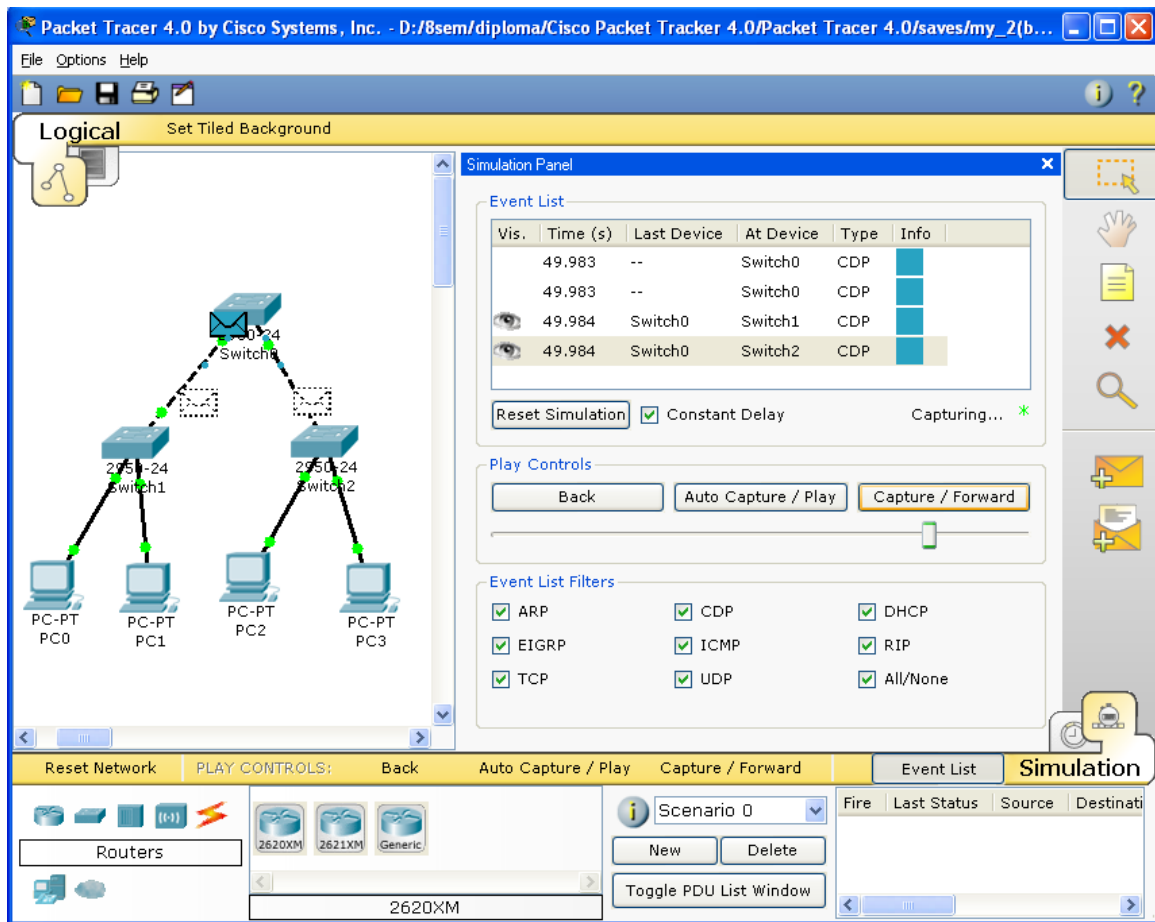 Packet Tracer 4.0 by Cisco Systems, Inc. - D:/8sem/diploma/Cisco Packet Tracker 4.0/Packet Tracer 4.0/saves/my_2(b...
File Options Help
Logical Set Tiled Background
Simulation Panel
Event List
Vis. Time (s) Last Device At Device Type Info
49.983 -- Switch0 CDP
49.983 -- Switch0 CDP
49.984 Switch0 Switch1 CDP
49.984 Switch0 Switch2 CDP
Reset Simulation Constant Delay Capturing... *
Play Controls
Back Auto Capture / Play Capture / Forward
Event List Filters
ARP CDP DHCP
EIGRP ICMP RIP
TCP UDP All/None
2950-24
Switch0
2950-24
Switch1
2950-24
Switch2
PC-PT
PC0
PC-PT
PC1
PC-PT
PC2
PC-PT
PC3
Reset Network PLAY CONTROLS: Back Auto Capture / Play Capture / Forward Event List Simulation
Routers
2620XM 2621XM Generic
2620XM
Scenario 0
New Delete
Toggle PDU List Window
Fire Last Status Source Destinati